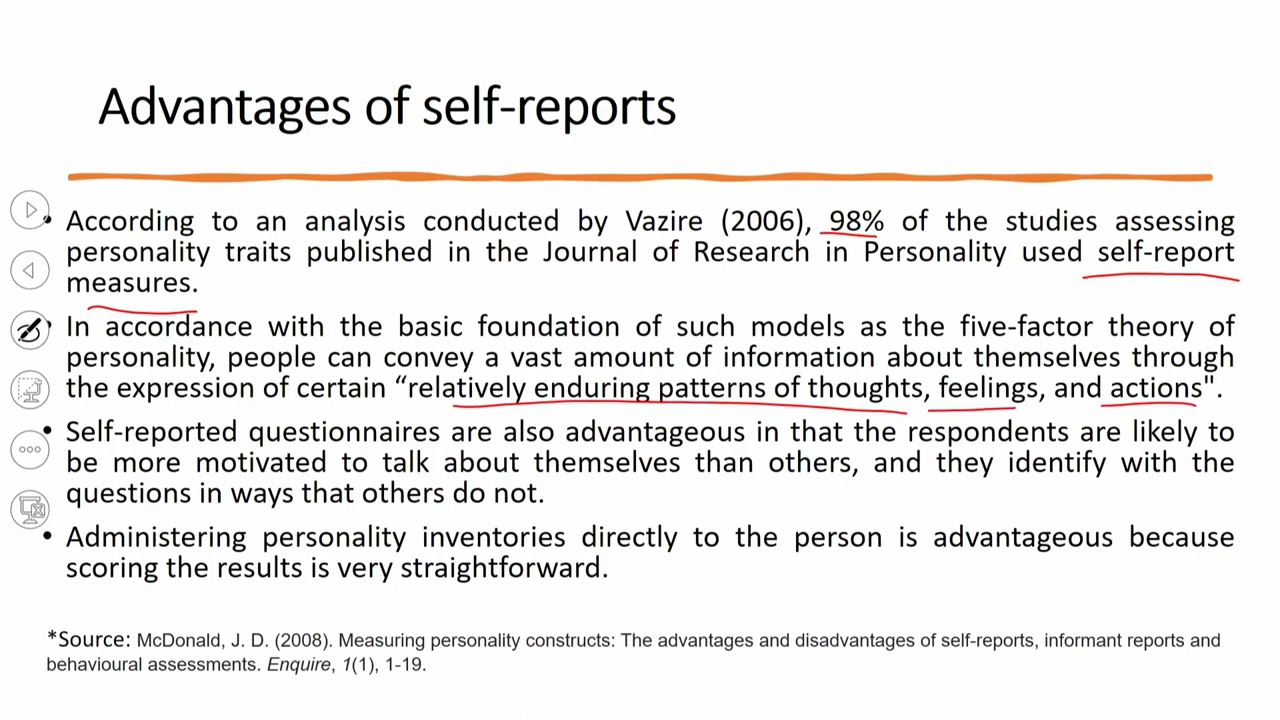 Advantages of self-reports
• According to an analysis conducted by Vazire (2006), 98% of the studies assessing
personality traits published in the Journal of Research in Personality used self-report
measures.
• In accordance with the basic foundation of such models as the five-factor theory of
personality, people can convey a vast amount of information about themselves through
the expression of certain “relatively enduring patterns of thoughts, feelings, and actions".
• Self-reported questionnaires are also advantageous in that the respondents are likely to
be more motivated to talk about themselves than others, and they identify with the
questions in ways that others do not.
• Administering personality inventories directly to the person is advantageous because
scoring the results is very straightforward.
*Source: McDonald, J. D. (2008). Measuring personality constructs: The advantages and disadvantages of self-reports, informant reports and
behavioural assessments. Enquire, 1(1), 1-19.